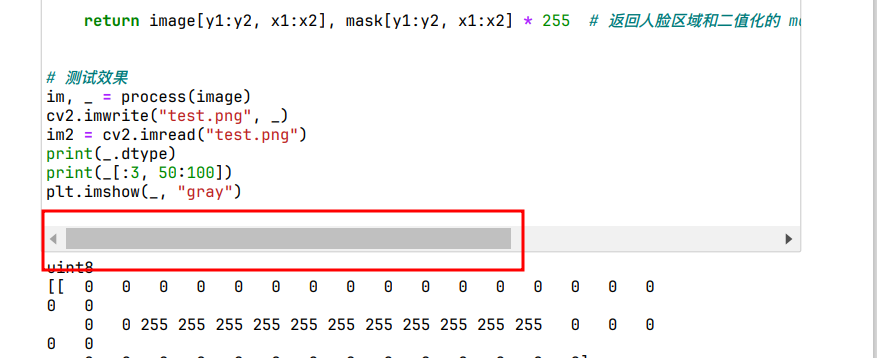 return image[y1:y2, x1:x2], mask[y1:y2, x1:x2] * 255  # 返回人脸区域和二值化的
# 测试效果
im, _ = process(image)
cv2.imwrite("test.png", _)
im2 = cv2.imread("test.png")
print(_.dtype)
print(_[:3, 50:100])
plt.imshow(_, "gray")
uint8
[[  0   0   0   0   0   0   0   0   0   0   0   0   0   0   0   0
0   0
0   0 255 255 255 255 255 255 255 255 255 255 255   0   0   0
0   0